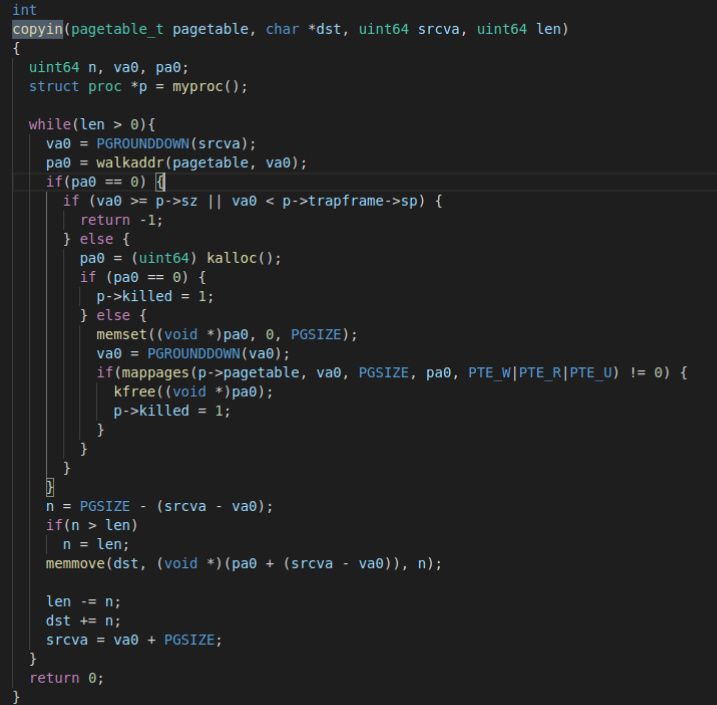 int
copyin(pagetable_t pagetable, char *dst, uint64 srcva, uint64 len)
{
  uint64 n, va0, pa0;
  struct proc *p = myproc();

  while(len > 0){
    va0 = PGROUNDDOWN(srcva);
    pa0 = walkaddr(pagetable, va0);
    if(pa0 == 0) {
      if (va0 >= p->sz || va0 < p->trapframe->sp) {
        return -1;
      } else {
        pa0 = (uint64) kalloc();
        if (pa0 == 0) {
          p->killed = 1;
        } else {
          memset((void *)pa0, 0, PGSIZE);
          va0 = PGROUNDDOWN(va0);
          if(mappages(p->pagetable, va0, PGSIZE, pa0, PTE_W|PTE_R|PTE_U) != 0) {
            kfree((void *)pa0);
            p->killed = 1;
          }
        }
      }
    }
    n = PGSIZE - (srcva - va0);
    if(n > len)
      n = len;
    memmove(dst, (void *)(pa0 + (srcva - va0)), n);

    len -= n;
    dst += n;
    srcva = va0 + PGSIZE;
  }
  return 0;
}